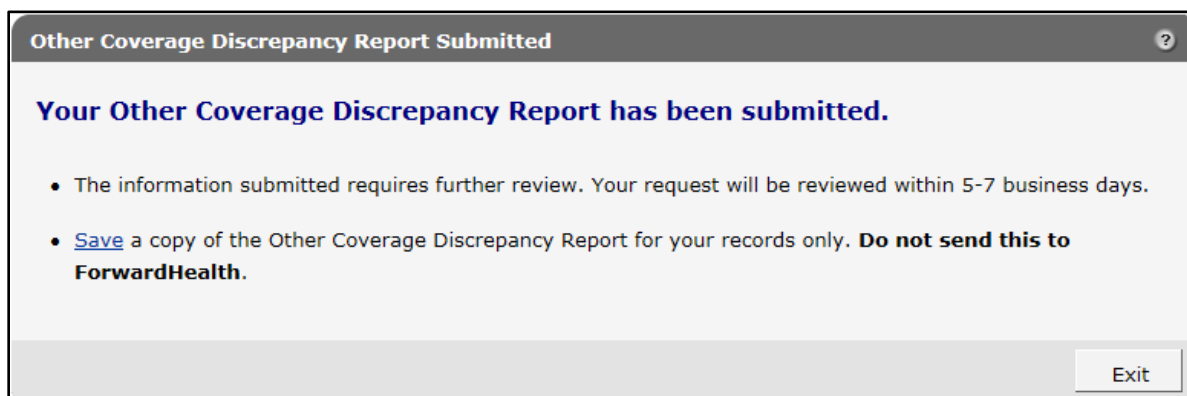 Other Coverage Discrepancy Report Submitted ?
Your Other Coverage Discrepancy Report has been submitted.
• The information submitted requires further review. Your request will be reviewed within 5-7 business days.
• Save a copy of the Other Coverage Discrepancy Report for your records only. Do not send this to
ForwardHealth.
Exit